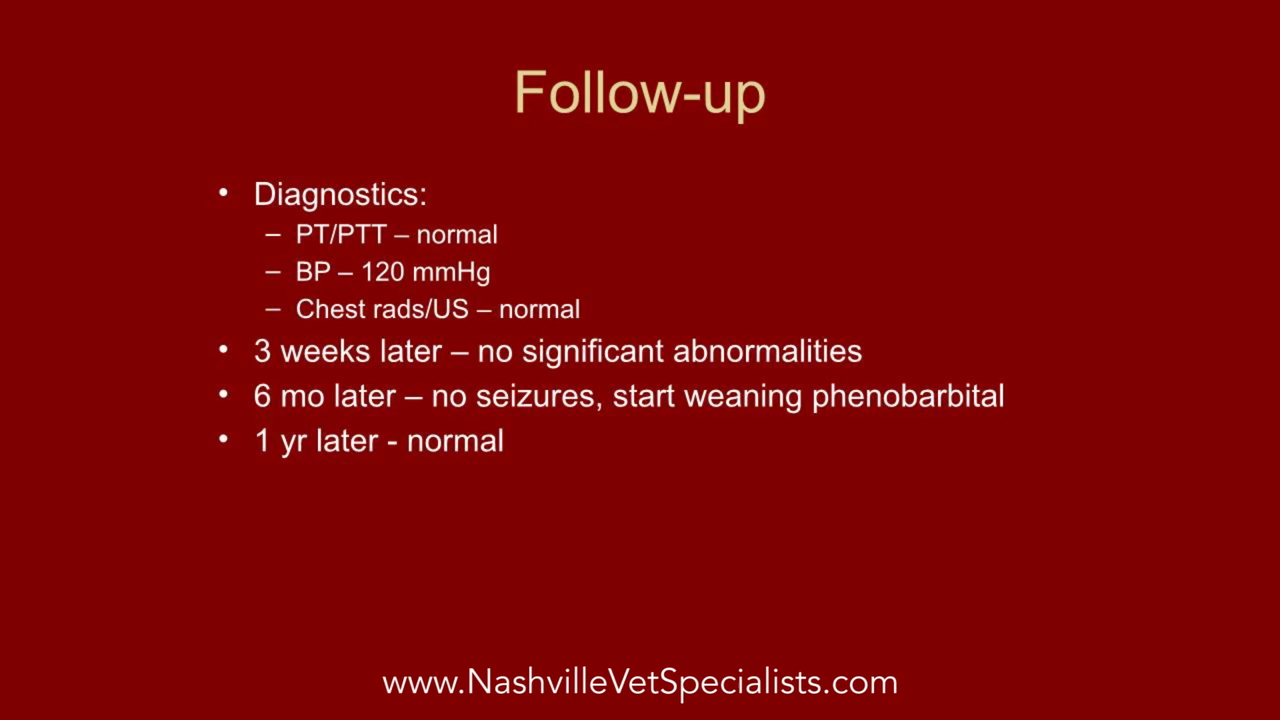 Follow-up
• Diagnostics:
– PT/PTT – normal
– BP – 120 mmHg
– Chest rads/US – normal
• 3 weeks later – no significant abnormalities
• 6 mo later – no seizures, start weaning phenobarbital
• 1 yr later - normal
www.NashvilleVetSpecialists.com